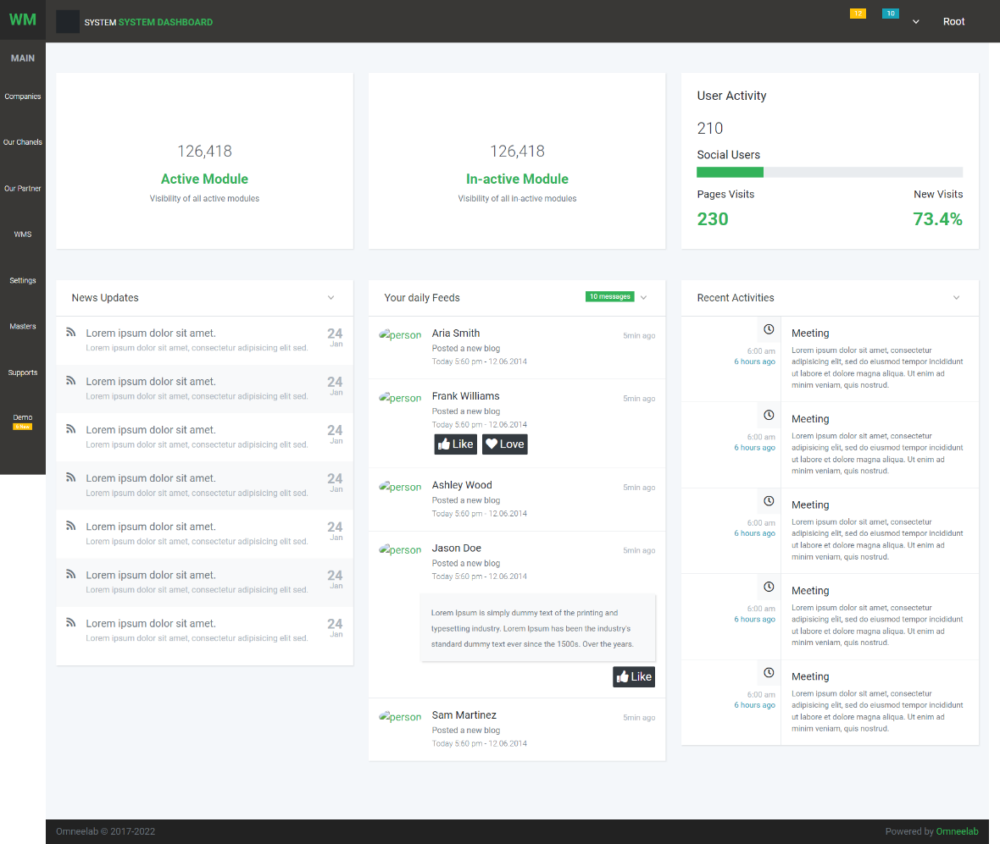 WM
SYSTEM SYSTEM DASHBOARD
12
10
Root
MAIN
Companies
Our Chanels
Our Partner
WMS
Settings
Masters
Supports
Demo
6 New
126,418
Active Module
Visibility of all active modules
126,418
In-active Module
Visibility of all in-active modules
User Activity
210
Social Users
Pages Visits
New Visits
230
73.4%
News Updates
Lorem ipsum dolor sit amet.
Lorem ipsum dolor sit amet, consectetur adipisicing elit sed.
24
Jan
Lorem ipsum dolor sit amet.
Lorem ipsum dolor sit amet, consectetur adipisicing elit sed.
24
Jan
Lorem ipsum dolor sit amet.
Lorem ipsum dolor sit amet, consectetur adipisicing elit sed.
24
Jan
Lorem ipsum dolor sit amet.
Lorem ipsum dolor sit amet, consectetur adipisicing elit sed.
24
Jan
Lorem ipsum dolor sit amet.
Lorem ipsum dolor sit amet, consectetur adipisicing elit sed.
24
Jan
Lorem ipsum dolor sit amet.
Lorem ipsum dolor sit amet, consectetur adipisicing elit sed.
24
Jan
Lorem ipsum dolor sit amet.
Lorem ipsum dolor sit amet, consectetur adipisicing elit sed.
24
Jan
Your daily Feeds
10 messages
person
Aria Smith
5min ago
Posted a new blog
Today 5:60 pm - 12.06.2014
person
Frank Williams
5min ago
Posted a new blog
Today 5:60 pm - 12.06.2014
Like
Love
person
Ashley Wood
5min ago
Posted a new blog
Today 5:60 pm - 12.06.2014
person
Jason Doe
5min ago
Posted a new blog
Today 5:60 pm - 12.06.2014
Lorem Ipsum is simply dummy text of the printing and
typesetting industry. Lorem Ipsum has been the industry's
standard dummy text ever since the 1500s. Over the years.
Like
person
Sam Martinez
5min ago
Posted a new blog
Today 5:60 pm - 12.06.2014
Recent Activities
6:00 am
6 hours ago
Meeting
Lorem ipsum dolor sit amet, consectetur
adipisicing elit, sed do eiusmod tempor incididunt
ut labore et dolore magna aliqua. Ut enim ad
minim veniam, quis nostrud.
6:00 am
6 hours ago
Meeting
Lorem ipsum dolor sit amet, consectetur
adipisicing elit, sed do eiusmod tempor incididunt
ut labore et dolore magna aliqua. Ut enim ad
minim veniam, quis nostrud.
6:00 am
6 hours ago
Meeting
Lorem ipsum dolor sit amet, consectetur
adipisicing elit, sed do eiusmod tempor incididunt
ut labore et dolore magna aliqua. Ut enim ad
minim veniam, quis nostrud.
6:00 am
6 hours ago
Meeting
Lorem ipsum dolor sit amet, consectetur
adipisicing elit, sed do eiusmod tempor incididunt
ut labore et dolore magna aliqua. Ut enim ad
minim veniam, quis nostrud.
6:00 am
6 hours ago
Meeting
Lorem ipsum dolor sit amet, consectetur
adipisicing elit, sed do eiusmod tempor incididunt
ut labore et dolore magna aliqua. Ut enim ad
minim veniam, quis nostrud.
Omneelab © 2017-2022
Powered by Omneelab